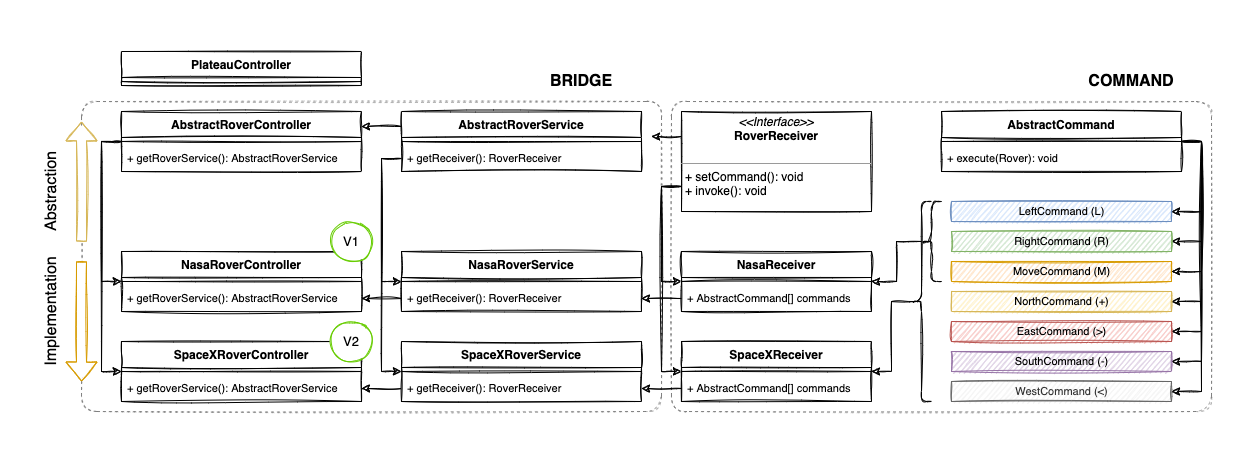 PlateauController
BRIDGE
COMMAND
Abstraction
Implementation
AbstractRoverController
+ getRoverService(): AbstractRoverService
AbstractRoverService
+ getReceiver(): RoverReceiver
<<Interface>>
RoverReceiver
+ setCommand(): void
+ invoke(): void
AbstractCommand
+ execute(Rover): void
V1
NasaRoverController
+ getRoverService(): AbstractRoverService
NasaRoverService
+ getReceiver(): RoverReceiver
NasaReceiver
+ AbstractCommand[] commands
V2
SpaceXRoverController
+ getRoverService(): AbstractRoverService
SpaceXRoverService
+ getReceiver(): RoverReceiver
SpaceXReceiver
+ AbstractCommand[] commands
LeftCommand (L)
RightCommand (R)
MoveCommand (M)
NorthCommand (+)
EastCommand (>)
SouthCommand (-)
WestCommand (<)